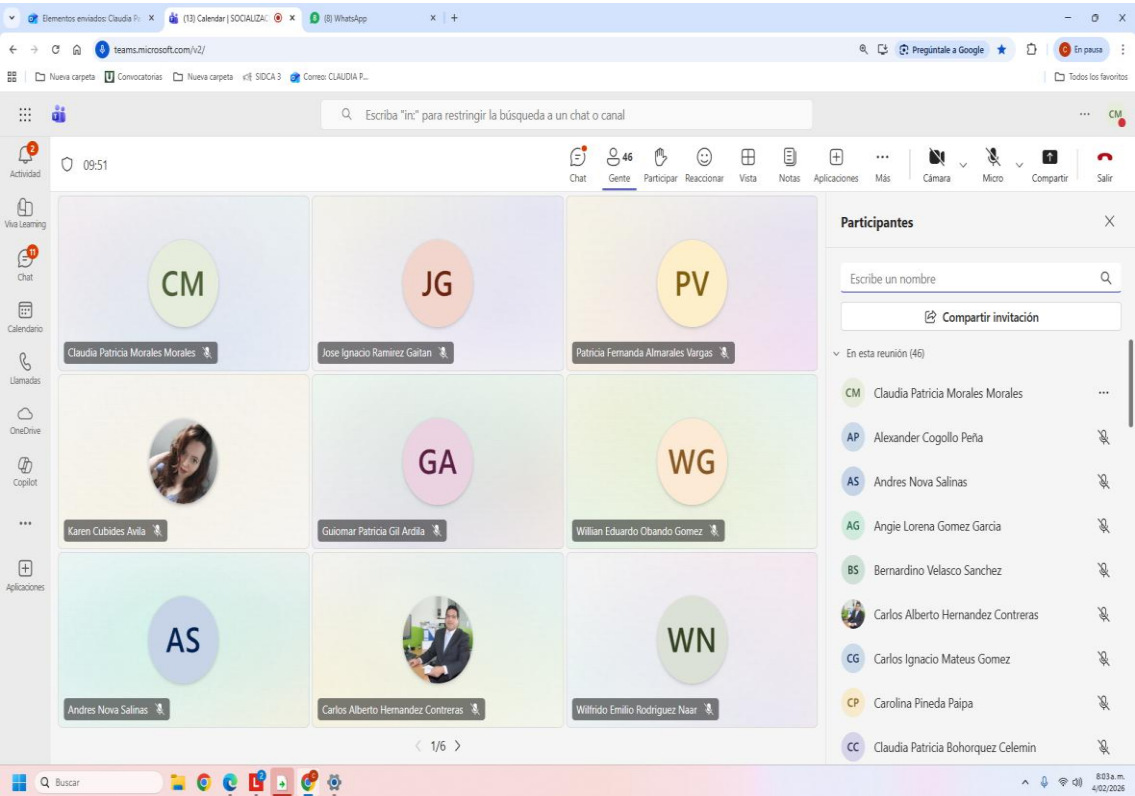 Elementos enviados: Claudia P
(13) Calendar | SOCIALIZAC
(8) WhatsApp
teams.microsoft.com/v2/
Pregúntale a Google
C
En pausa
Nueva carpeta
Convocatorias
Nueva carpeta
SIDCA 3
Correo: CLAUDIA P...
Todos los favoritos
Escriba "in:" para restringir la búsqueda a un chat o canal
CM
2
Actividad
Viva Learning
11
Chat
Calendario
Llamadas
OneDrive
Copilot
Aplicaciones
09:51
Chat
46
Gente
Participar
Reaccionar
Vista
Notas
Aplicaciones
Más
Cámara
Micro
Compartir
Salir
CM
Claudia Patricia Morales Morales
JG
Jose Ignacio Ramirez Gaitan
PV
Patricia Fernanda Almarales Vargas
Karen Cubides Avila
GA
Guiomar Patricia Gil Ardila
WG
Willian Eduardo Obando Gomez
AS
Andres Nova Salinas
Carlos Alberto Hernandez Contreras
WN
Wilfrido Emilio Rodriguez Naar
1/6
Participantes
Escribe un nombre
Compartir invitación
En esta reunión (46)
CM Claudia Patricia Morales Morales
AP Alexander Cogollo Peña
AS Andres Nova Salinas
AG Angie Lorena Gomez Garcia
BS Bernardino Velasco Sanchez
Carlos Alberto Hernandez Contreras
CG Carlos Ignacio Mateus Gomez
CP Carolina Pineda Paipa
CC Claudia Patricia Bohorquez Celemin
Buscar
2
8:03 a.m.
4/02/2026